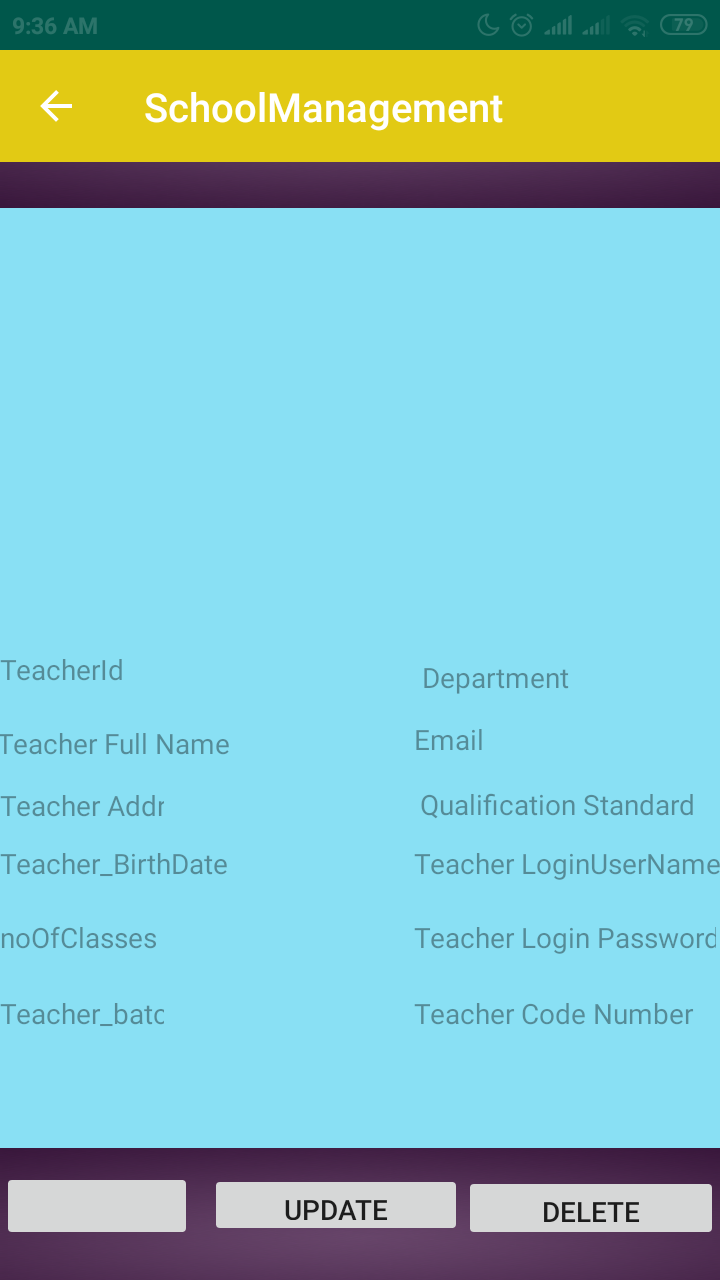 9:36 AM
79
SchoolManagement
TeacherId
Department
Teacher Full Name
Email
Teacher Addr
Qualification Standard
Teacher_BirthDate
Teacher LoginUserName
noOfClasses
Teacher Login Password
Teacher_batc
Teacher Code Number
UPDATE
DELETE